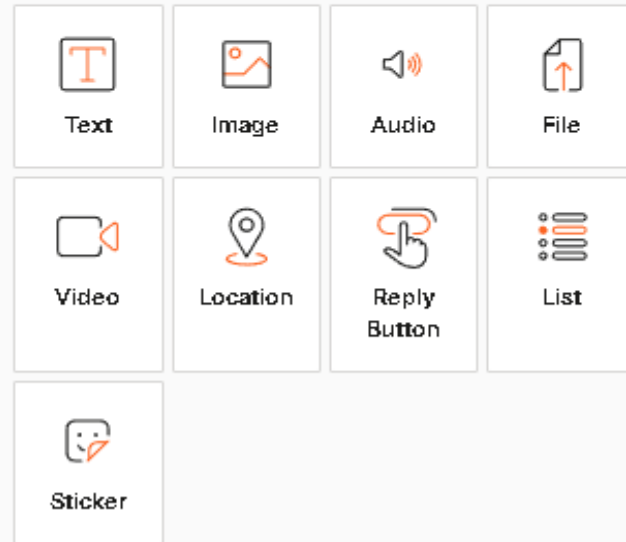 Text
Image
Audio
File
Video
Location
Reply
Button
List
Sticker